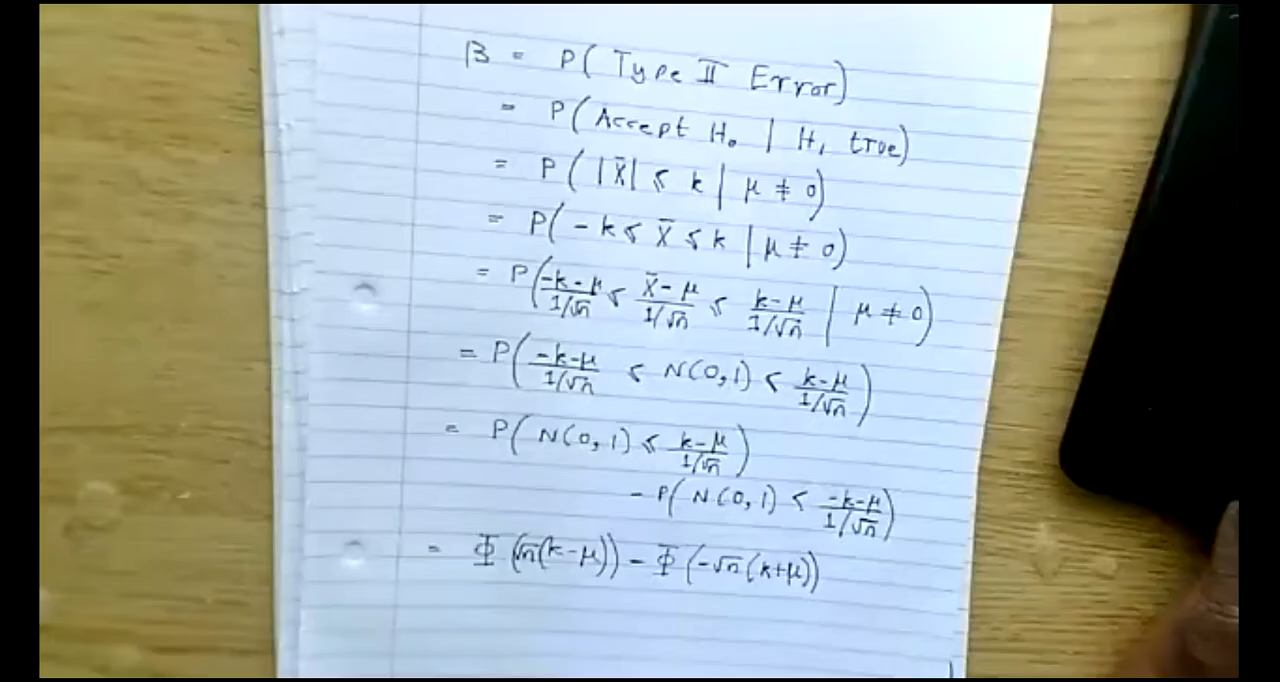 β = P( Type II Error)
= P( Accept H₀ | H₁ true)
= P( |X̄| ≤ k | μ ≠ 0)
= P( -k ≤ X̄ ≤ k | μ ≠ 0)
= P( (-k-μ)/(1/√n) ≤ (X̄-μ)/(1/√n) ≤ (k-μ)/(1/√n) | μ ≠ 0)
= P( (-k-μ)/(1/√n) ≤ N(0,1) ≤ (k-μ)/(1/√n) )
= P( N(0,1) ≤ (k-μ)/(1/√n) )
- P( N(0,1) ≤ (-k-μ)/(1/√n) )
= Φ (√n(k-μ)) - Φ (-√n(k+μ))